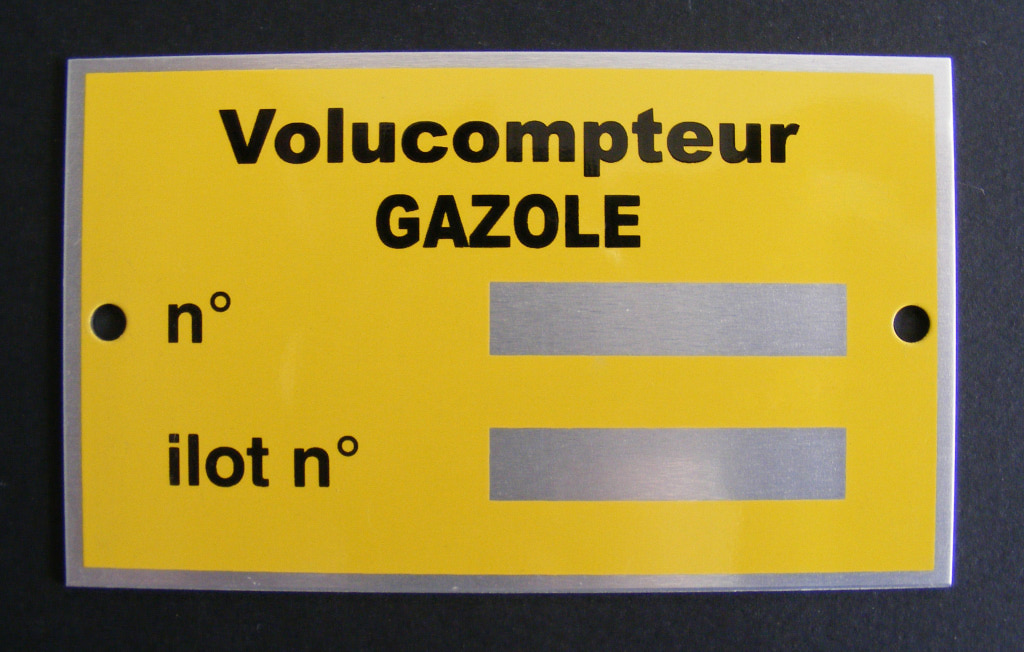 Volucompteur
GAZOLE
n°
ilot n°